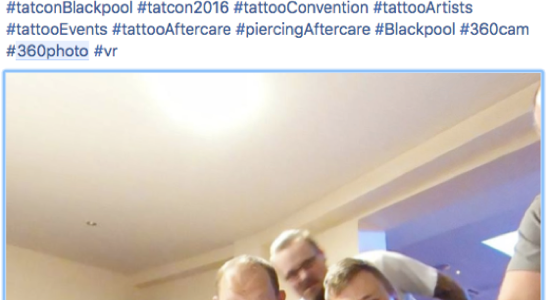 #tatconBlackpool #tatcon2016 #tattooConvention #tattooArtists
#tattooEvents #tattooAftercare #piercingAftercare #Blackpool #360cam
#360photo #vr